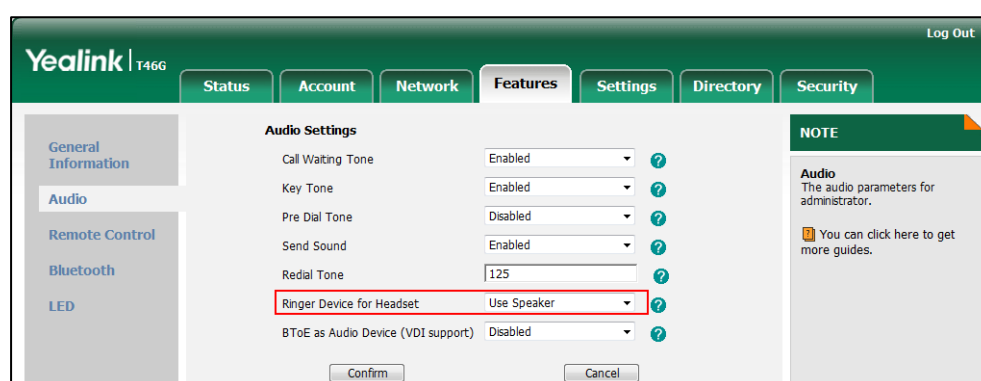 Log Out
Yealink T46G
Status Account Network Features Settings Directory Security
General
Information
Audio
Remote Control
Bluetooth
LED
Audio Settings
Call Waiting Tone Enabled
Key Tone Enabled
Pre Dial Tone Disabled
Send Sound Enabled
Redial Tone 125
Ringer Device for Headset Use Speaker
BToE as Audio Device (VDI support) Disabled
Confirm Cancel
NOTE
Audio
The audio parameters for
administrator.
You can click here to get
more guides.